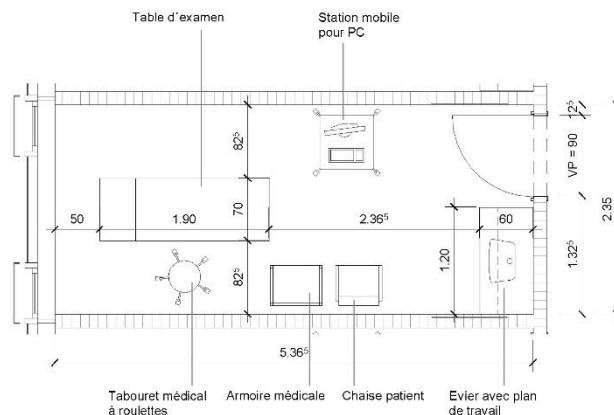 Table d´examen
Station mobile
pour PC
12⁵
82⁵
VP = 90
50
1.90
70
2.36⁵
60
2.35
1.20
1.32⁵
82⁵
5.36⁵
Tabouret médical
à roulettes
Armoire médicale
Chaise patient
Evier avec plan
de travail